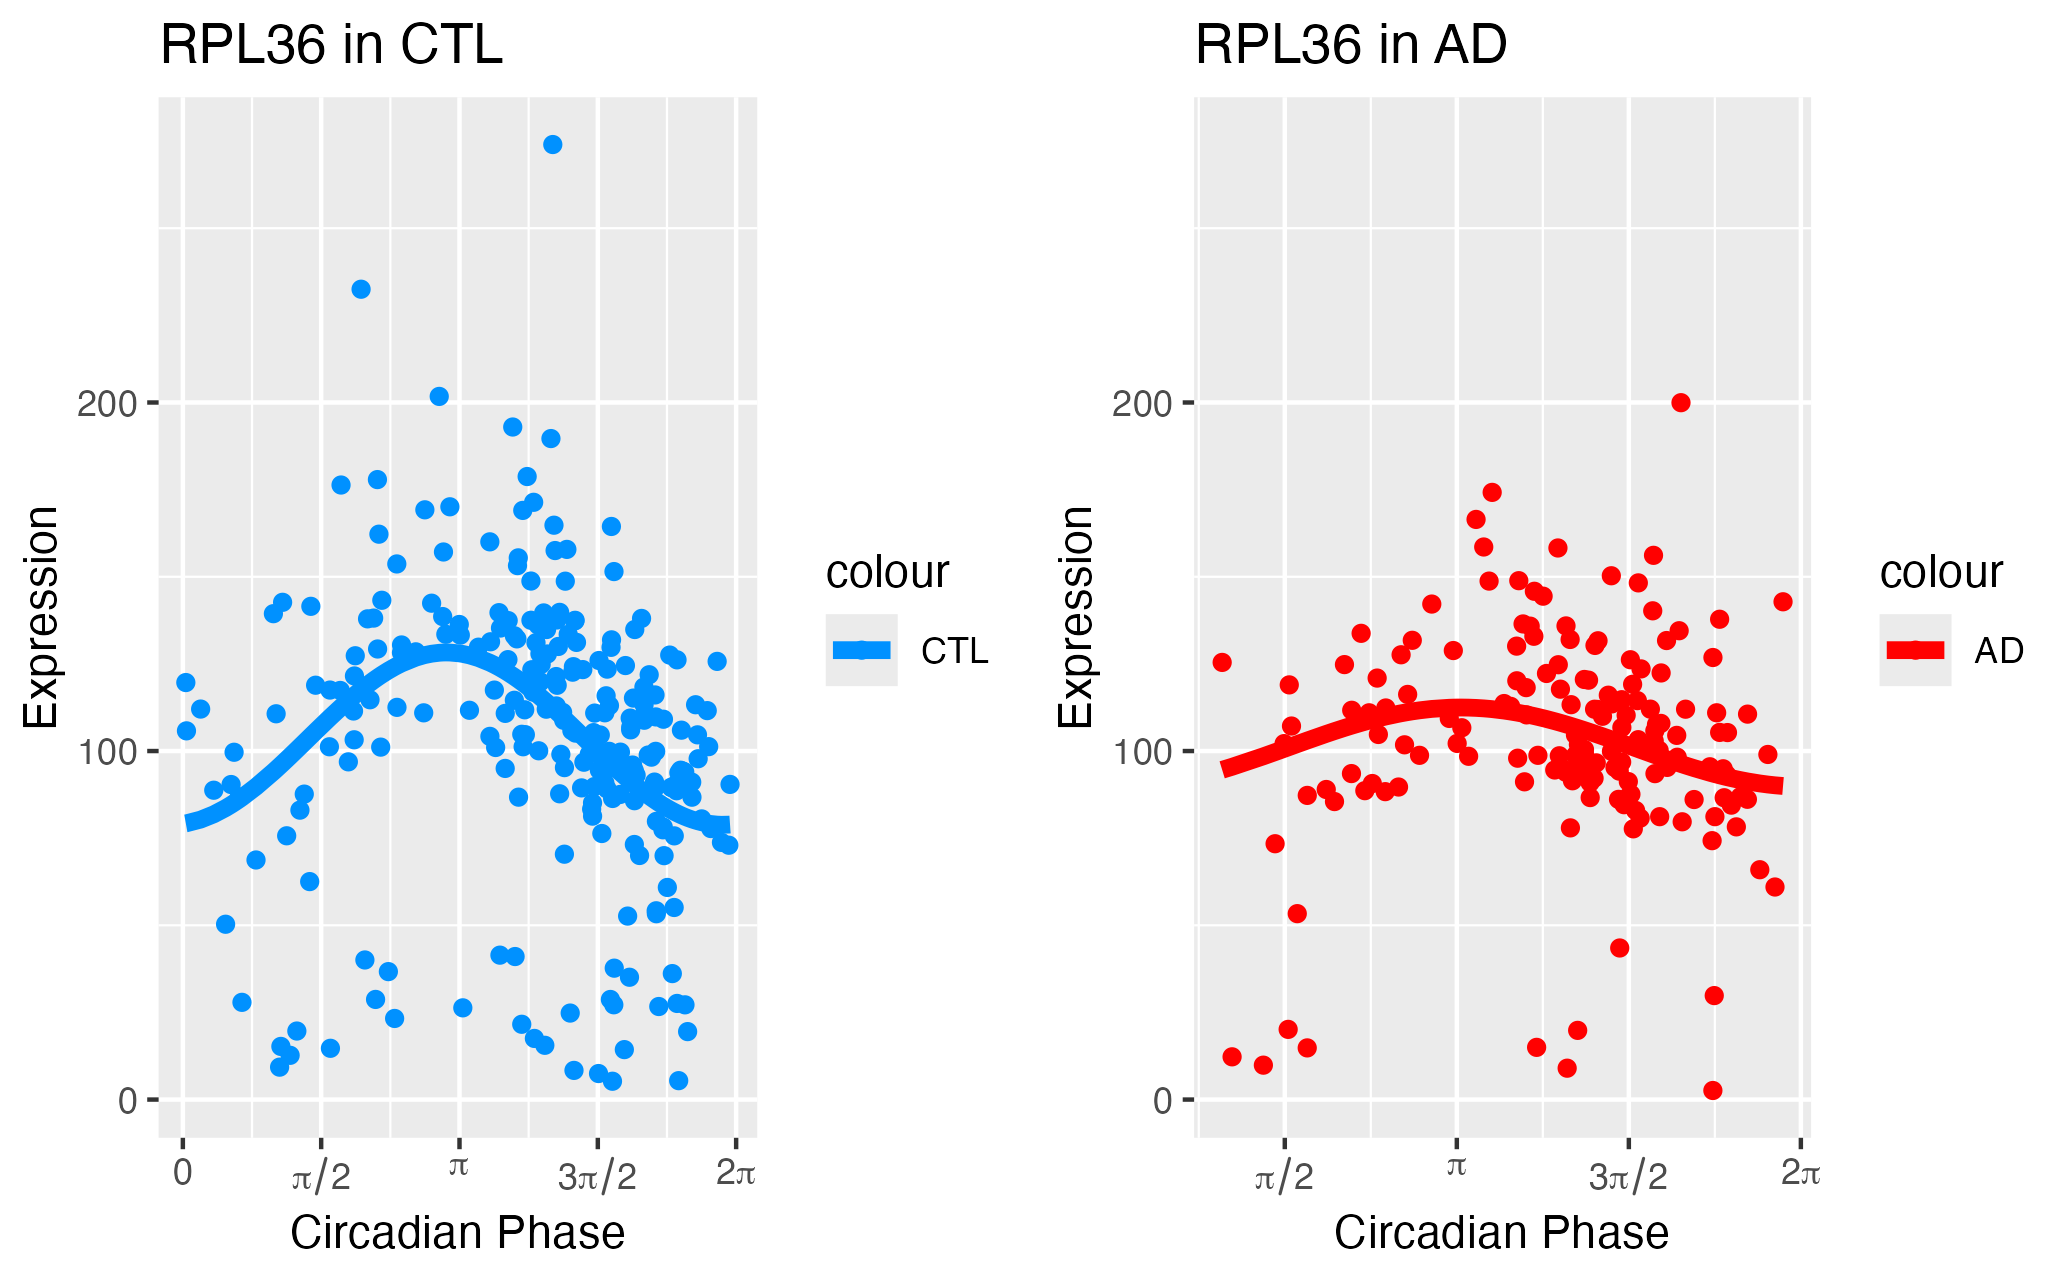 RPL36 in CTL
Expression
200
100
0
0
π/2
π
3π/2
2π
Circadian Phase
colour
CTL
RPL36 in AD
Expression
200
100
0
π/2
π
3π/2
2π
Circadian Phase
colour
AD